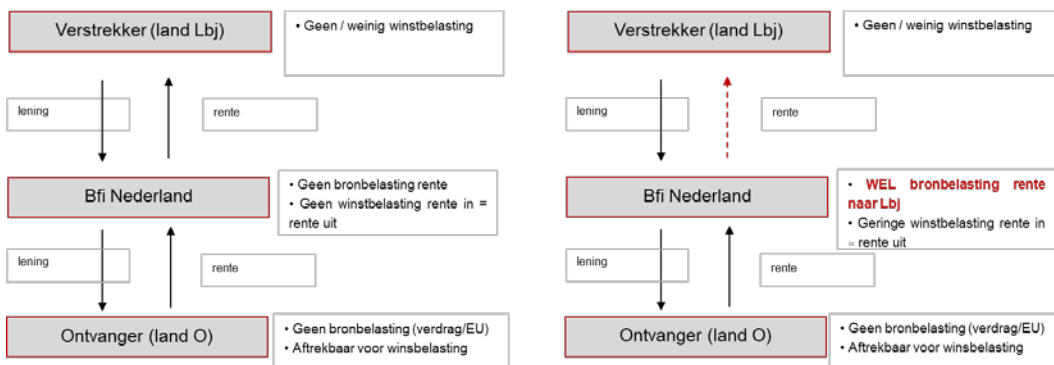 Verstrekker (land Lbj)
• Geen / weinig winstbelasting
lening
rente
Bfi Nederland
• Geen bronbelasting rente
• Geen winstbelasting rente in =
rente uit
lening
rente
Ontvanger (land O)
• Geen bronbelasting (verdrag/EU)
• Aftrekbaar voor winsbelasting
Verstrekker (land Lbj)
• Geen / weinig winstbelasting
lening
rente
Bfi Nederland
• WEL bronbelasting rente
naar Lbj
• Geringe winstbelasting rente in
≈ rente uit
lening
rente
Ontvanger (land O)
• Geen bronbelasting (verdrag/EU)
• Aftrekbaar voor winsbelasting